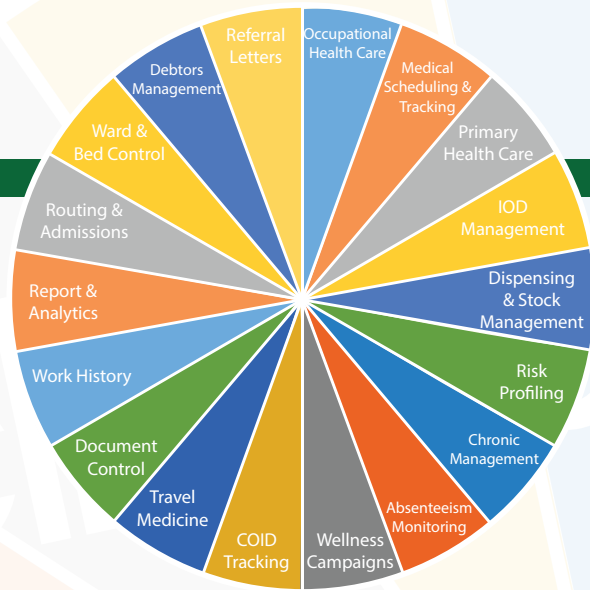 Occupational
Health Care
Medical
Scheduling &
Tracking
Primary
Health Care
IOD
Management
Dispensing
& Stock
Management
Risk
Profiling
Chronic
Management
Absenteeism
Monitoring
Wellness
Campaigns
COID
Tracking
Travel
Medicine
Document
Control
Work History
Report &
Analytics
Routing &
Admissions
Ward &
Bed Control
Debtors
Management
Referral
Letters